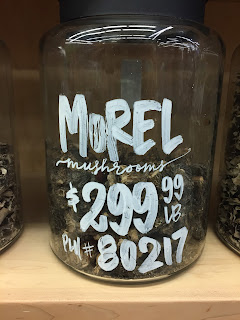 MOREL
mushrooms
$299 99 LB
PLU# 80217